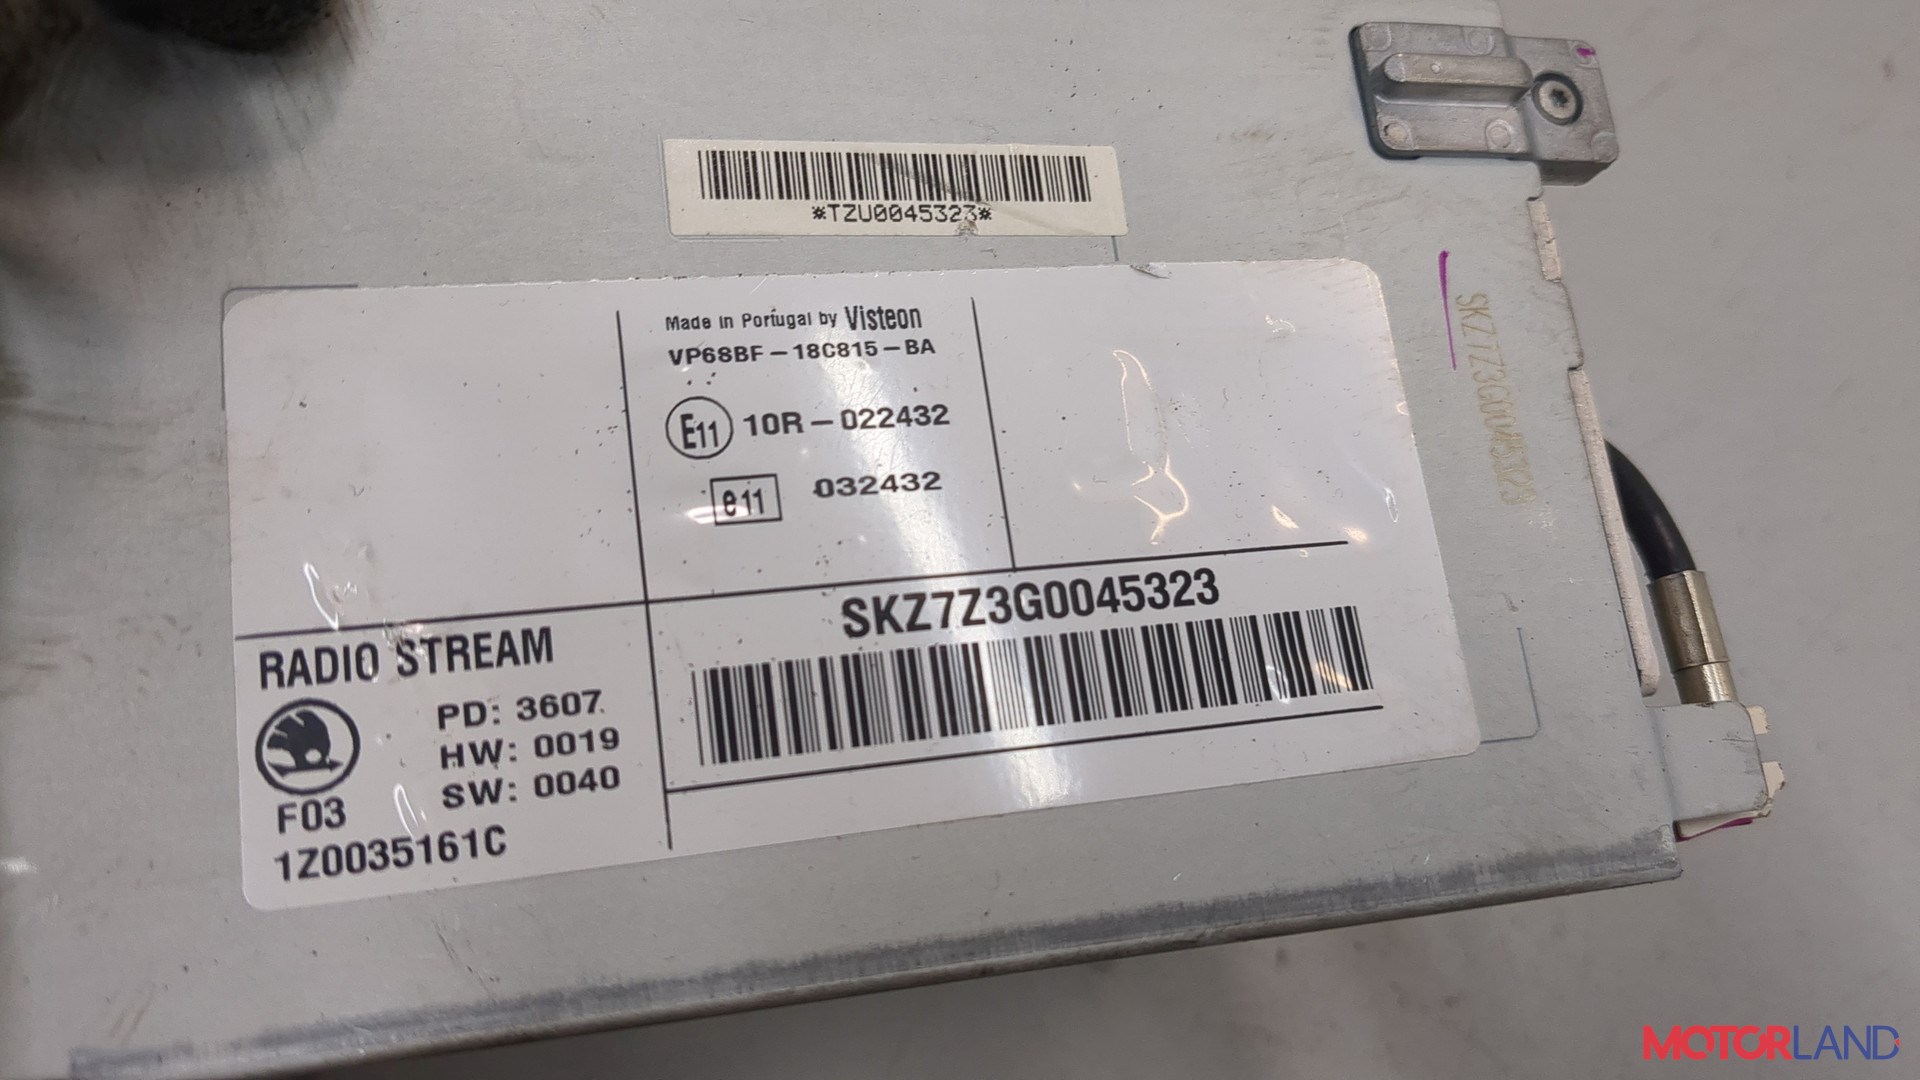 *TZU0045323*
Made in Portugal by Visteon
VP6SBF-18C815-BA
E11 10R-022432
e11 032432
SKZ7Z3G0045323
RADIO STREAM
PD: 3607
HW: 0019
SW: 0040
F03
1Z0035161C
SKZ7Z3G0045323
MOTORLAND